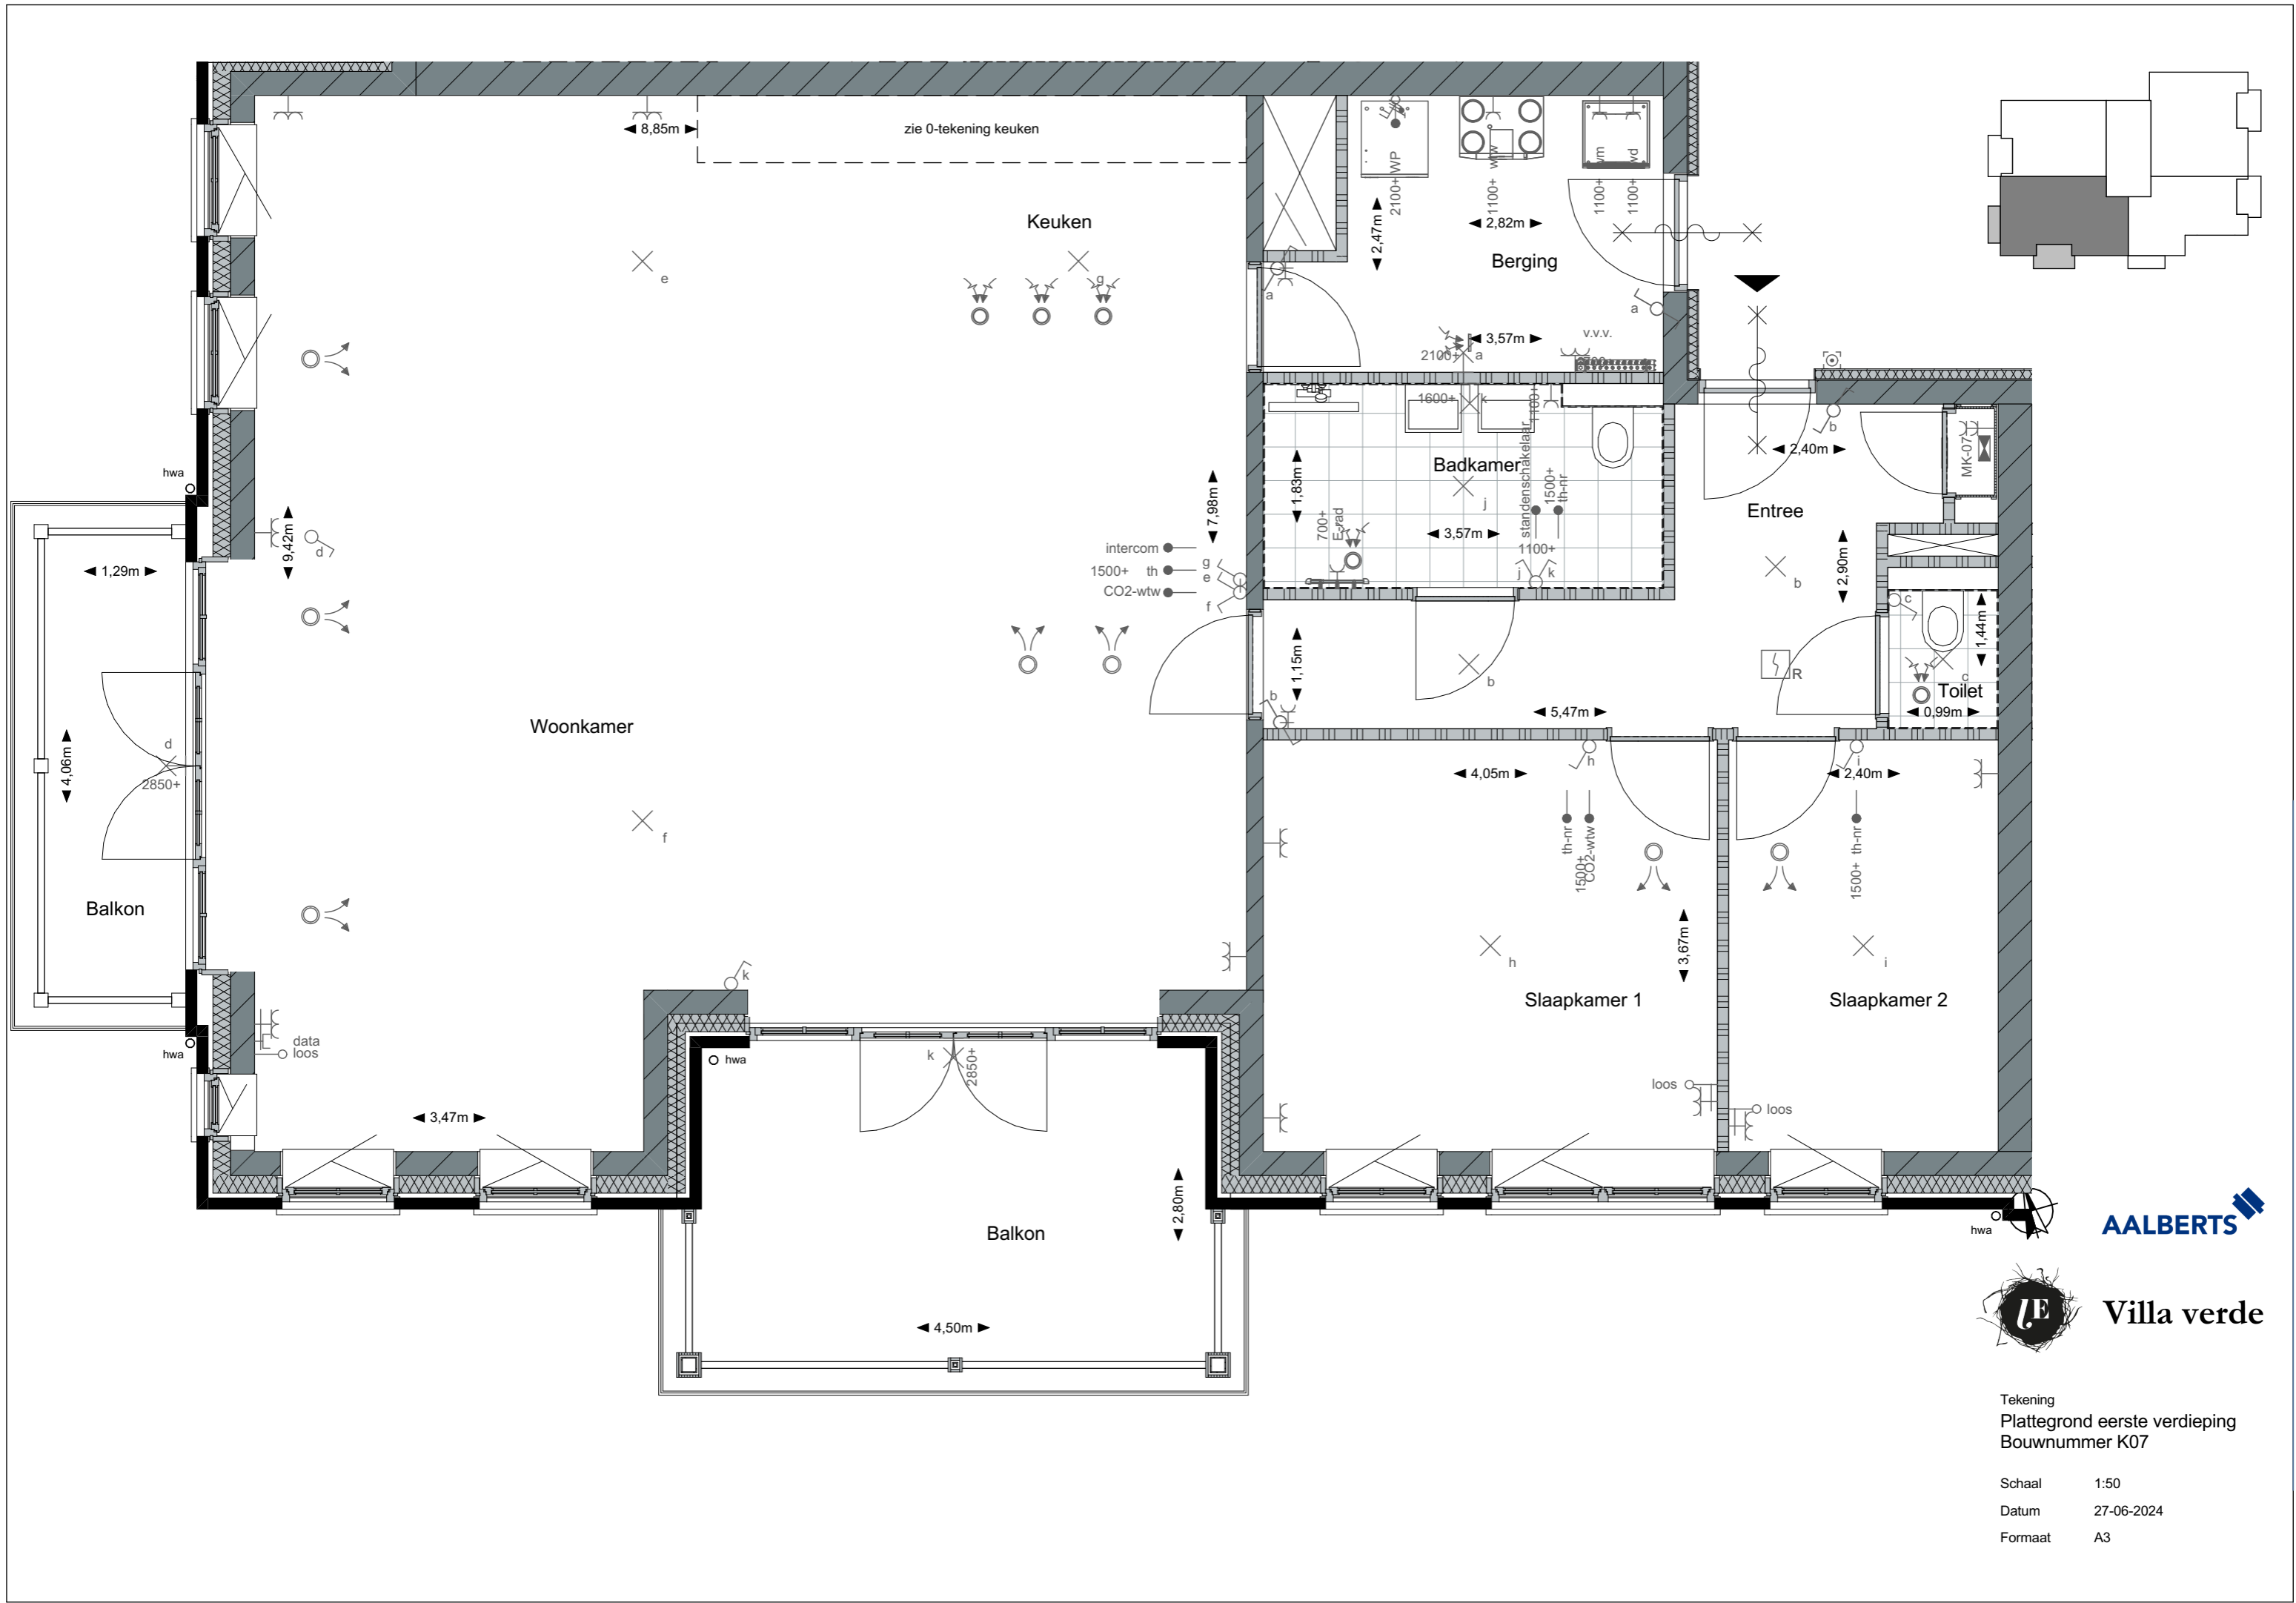 8,85m
zie 0-tekening keuken
Keuken
e
g
2100+ WP
1100+ wtw
1100+ wm
1100+ wd
2,47m
2,82m
Berging
a
a
3,57m
v.v.v.
2100+
a
1600+
k
1100+
standenschakelaar
Badkamer
1500+
th-nr
1,83m
j
700+
E-rad
3,57m
1100+
j
k
b
2,40m
MK-07
Entree
2,90m
b
hwa
9,42m
d
7,98m
intercom
1500+ th
CO2-wtw
g
e
f
1,29m
c
1,44m
c
Toilet
0,99m
R
1,15m
b
b
5,47m
Woonkamer
d
2850+
4,06m
Balkon
f
h
4,05m
i
2,40m
th-nr
1500+
CO2-wtw
1500+ th-nr
3,67m
h
i
Slaapkamer 1
Slaapkamer 2
k
data
loos
hwa
hwa
k
2850+
loos
loos
3,47m
2,80m
Balkon
4,50m
hwa
AALBERTS
lE
Villa verde
Tekening
Plattegrond eerste verdieping
Bouwnummer K07
Schaal 1:50
Datum 27-06-2024
Formaat A3